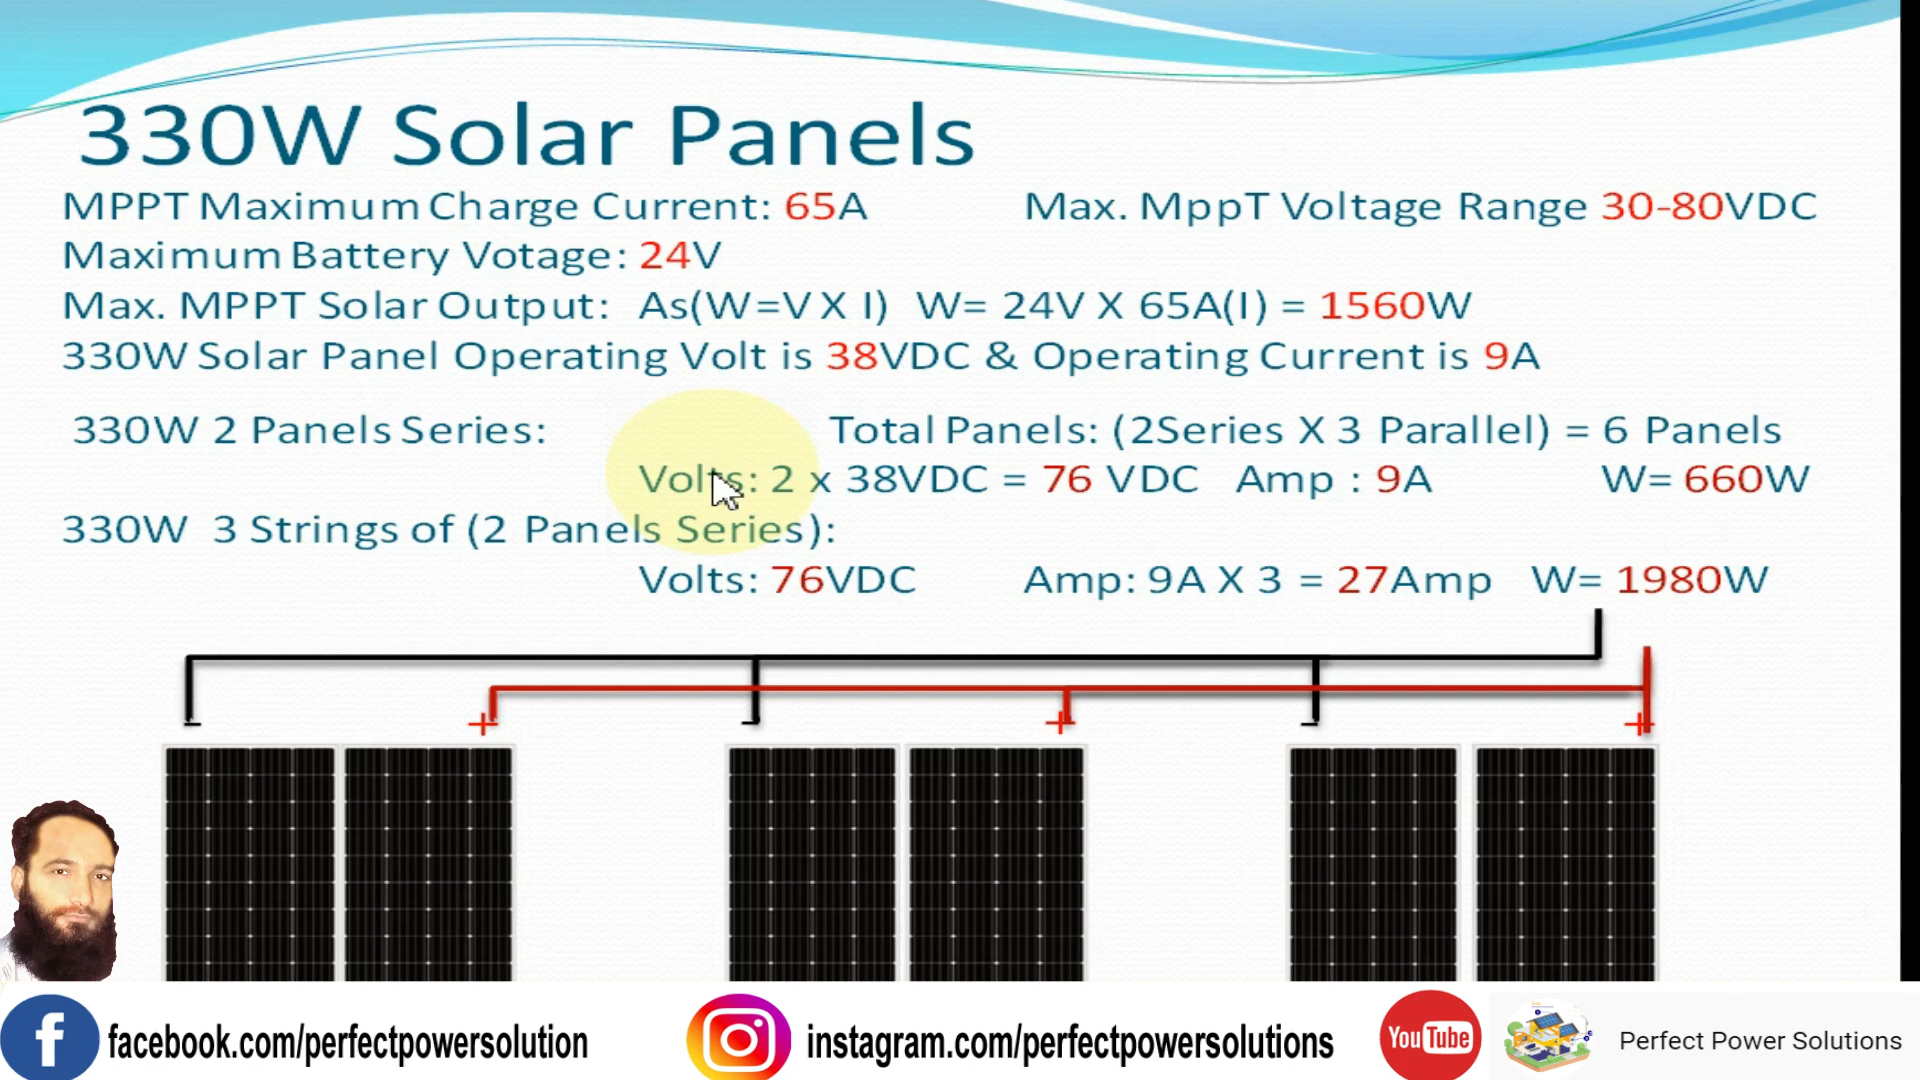 330W Solar Panels
MPPT Maximum Charge Current: 65A Max. MppT Voltage Range 30-80VDC
Maximum Battery Votage: 24V
Max. MPPT Solar Output: As(W=V X I) W= 24V X 65A(I) = 1560W
330W Solar Panel Operating Volt is 38VDC & Operating Current is 9A
330W 2 Panels Series: Total Panels: (2Series X 3 Parallel) = 6 Panels
Volts: 2 x 38VDC = 76 VDC Amp : 9A W= 660W
330W 3 Strings of (2 Panels Series):
Volts: 76VDC Amp: 9A X 3 = 27Amp W= 1980W
- + - + - +
facebook.com/perfectpowersolution instagram.com/perfectpowersolutions YouTube Perfect Power Solutions